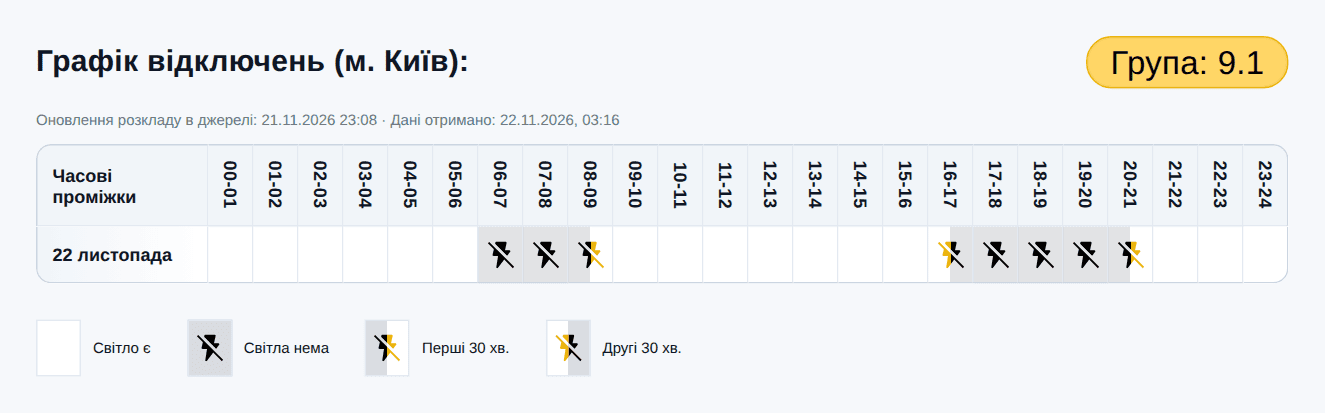 Графік відключень (м. Київ):
Група: 9.1
Оновлення розкладу в джерелі: 21.11.2026 23:08 · Дані отримано: 22.11.2026, 03:16
Часові
проміжки
00-01
01-02
02-03
03-04
04-05
05-06
06-07
07-08
08-09
09-10
10-11
11-12
12-13
13-14
14-15
15-16
16-17
17-18
18-19
19-20
20-21
21-22
22-23
23-24
22 листопада
Світло є
Світла нема
Перші 30 хв.
Другі 30 хв.